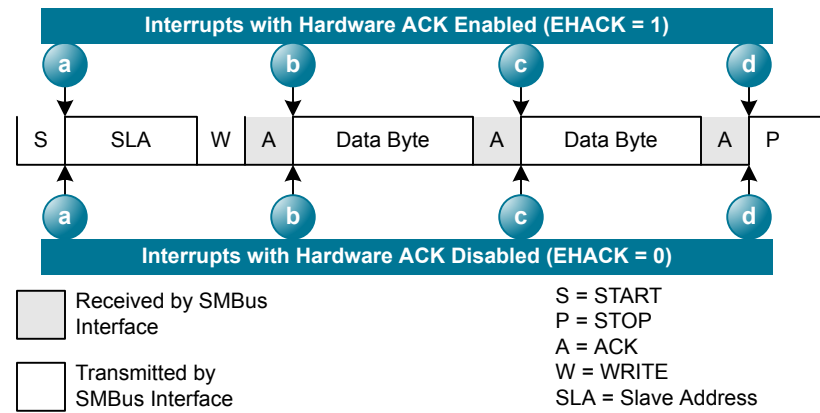 Interrupts with Hardware ACK Enabled (EHACK = 1)
a b c d
S SLA W A Data Byte A Data Byte A P
a b c d
Interrupts with Hardware ACK Disabled (EHACK = 0)
Received by SMBus
Interface
Transmitted by
SMBus Interface
S = START
P = STOP
A = ACK
W = WRITE
SLA = Slave Address